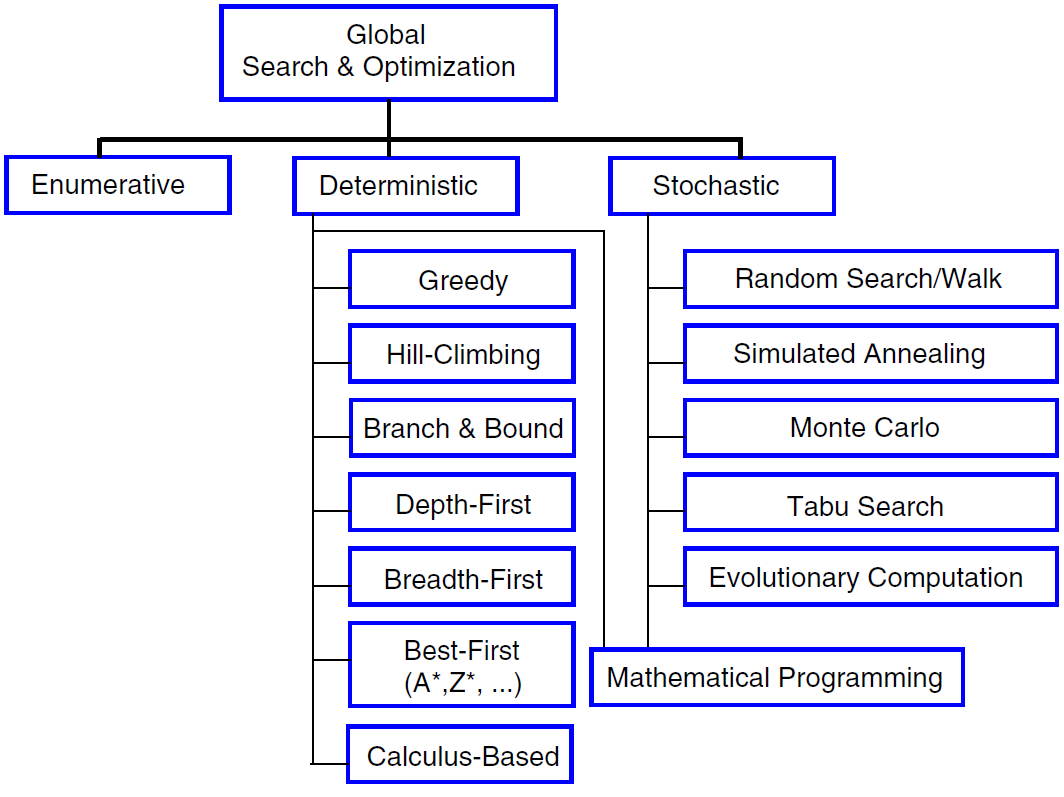 Global
Search & Optimization
Enumerative
Deterministic
Stochastic
Greedy
Hill-Climbing
Branch & Bound
Depth-First
Breadth-First
Best-First
(A*,Z*, ...)
Calculus-Based
Random Search/Walk
Simulated Annealing
Monte Carlo
Tabu Search
Evolutionary Computation
Mathematical Programming